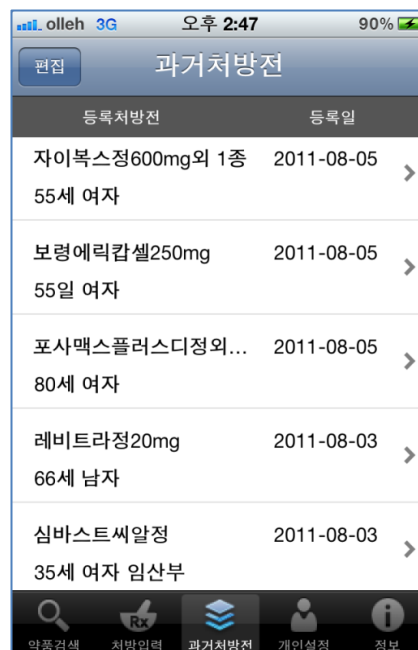 olleh 3G 오후 2:47 90%
편집 과거처방전
등록처방전 등록일
자이복스정600mg외 1종 2011-08-05
55세 여자
보령에릭캅셀250mg 2011-08-05
55일 여자
포사맥스플러스디정외... 2011-08-05
80세 여자
레비트라정20mg 2011-08-03
66세 남자
심바스트씨알정 2011-08-03
35세 여자 임산부
Rx
약품검색 처방입력 과거처방전 개인설정 정보